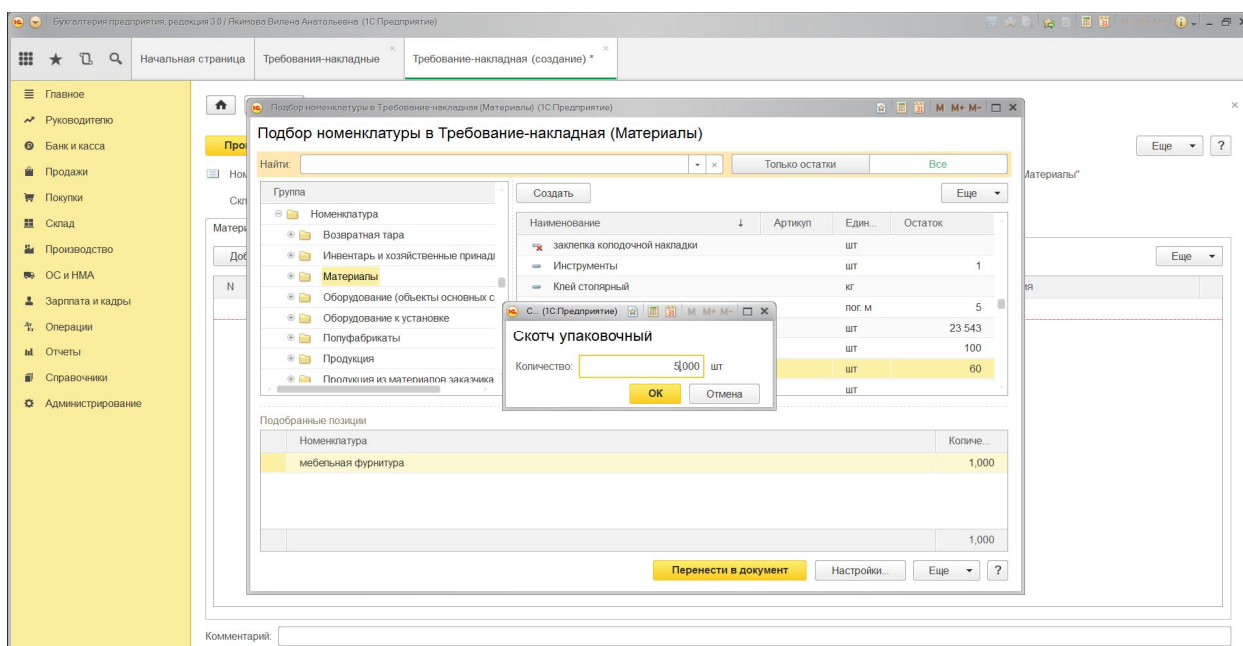 Бухгалтерия предприятия, редакция 3.0 / Якимова Вилена Анатольевна (1С:Предприятие)
Начальная страница
Требования-накладные
Требование-накладная (создание) *
Главное
Руководителю
Банк и касса
Продажи
Покупки
Склад
Производство
ОС и НМА
Зарплата и кадры
Операции
Отчеты
Справочники
Администрирование
Еще
?
Материалы"
Матери
Еще
N
Подбор номенклатуры в Требование-накладная (Материалы) (1С:Предприятие)
M M+ M-
Подбор номенклатуры в Требование-накладная (Материалы)
Найти:
Только остатки
Все
Группа
Номенклатура
Возвратная тара
Инвентарь и хозяйственные принад
Материалы
Оборудование (объекты основных с
Оборудование к установке
Полуфабрикаты
Продукция
Продукция из материалов заказчика
Создать
Еще
Наименование ↓ Артикул Един... Остаток
заклепка колодочной накладки шт
Инструменты шт 1
Клей столярный кг
пог. м 5
шт 23 543
шт 100
шт 60
шт
С... (1С:Предприятие) M M+ M-
Скотч упаковочный
Количество: 5,000 шт
ОК
Отмена
Подобранные позиции
Номенклатура Количе...
мебельная фурнитура 1,000
1,000
Перенести в документ
Настройки...
Еще
?
Комментарий: